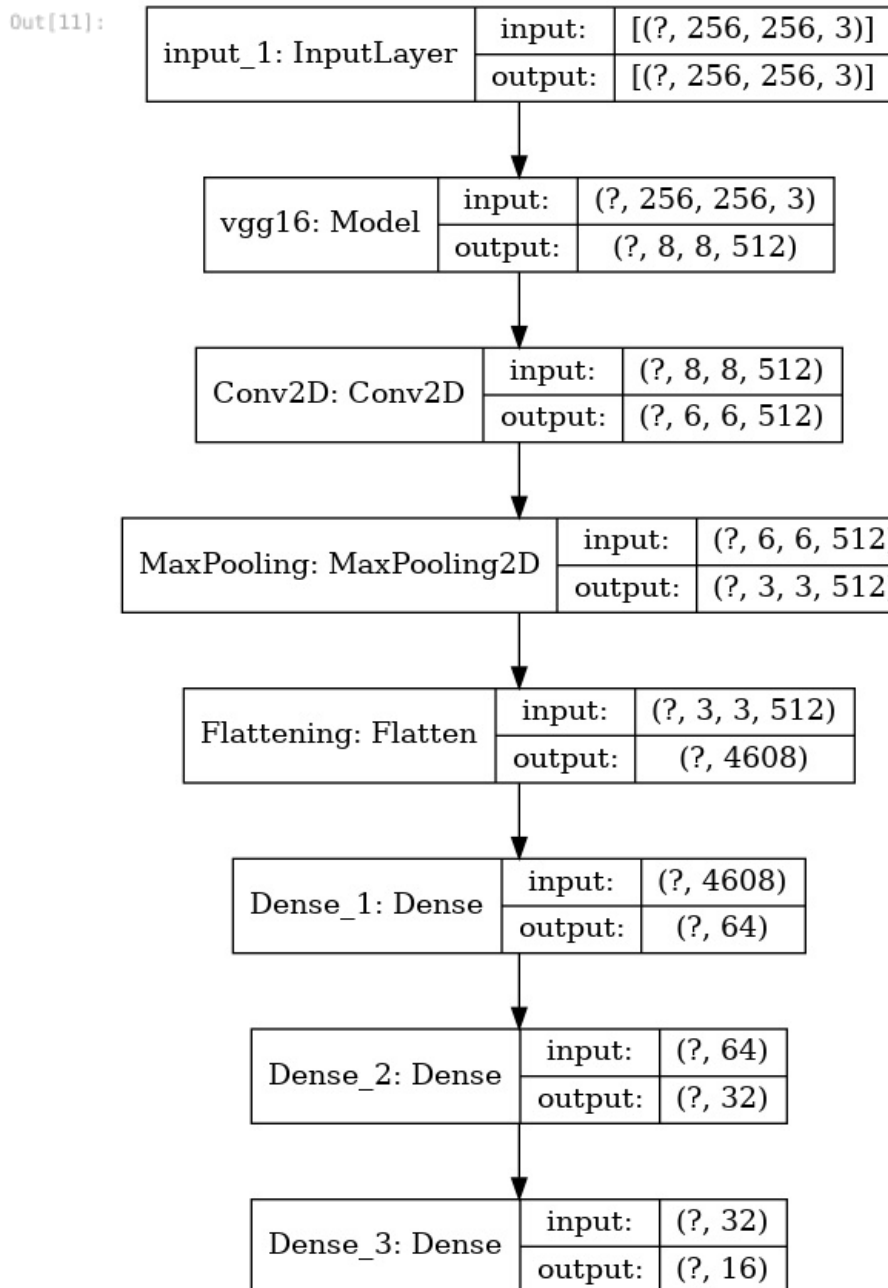 Out[11]:
input_1: InputLayer
input: [(?, 256, 256, 3)]
output: [(?, 256, 256, 3)]
vgg16: Model
input: (?, 256, 256, 3)
output: (?, 8, 8, 512)
Conv2D: Conv2D
input: (?, 8, 8, 512)
output: (?, 6, 6, 512)
MaxPooling: MaxPooling2D
input: (?, 6, 6, 512
output: (?, 3, 3, 512
Flattening: Flatten
input: (?, 3, 3, 512)
output: (?, 4608)
Dense_1: Dense
input: (?, 4608)
output: (?, 64)
Dense_2: Dense
input: (?, 64)
output: (?, 32)
Dense_3: Dense
input: (?, 32)
output: (?, 16)